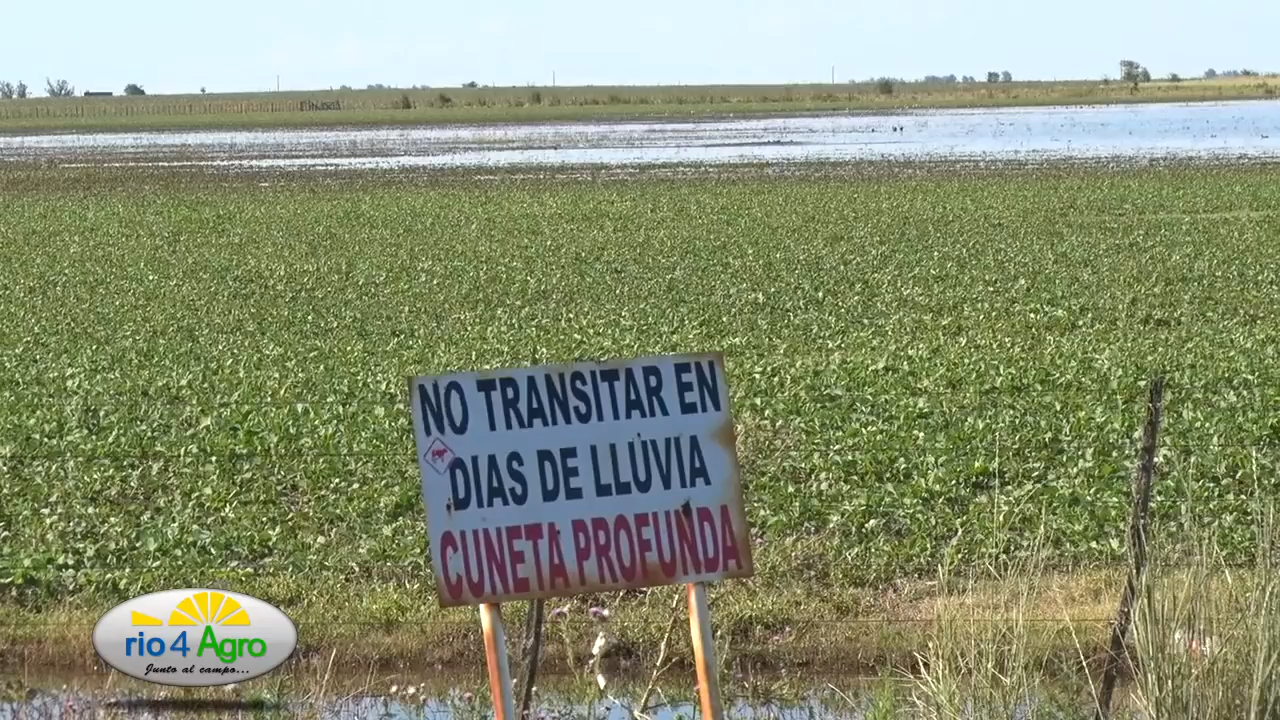 NO TRANSITAR EN
DIAS DE LLUVIA
CUNETA PROFUNDA
rio 4 Agro
Junto al campo...